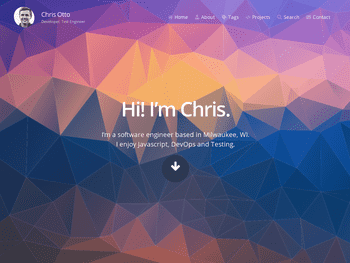 Chris Otto
Developer, Test Engineer
Home About Tags Projects Search Contact
Hi! I'm Chris.
I'm a software engineer based in Milwaukee, WI.
I enjoy Javascript, DevOps and Testing.